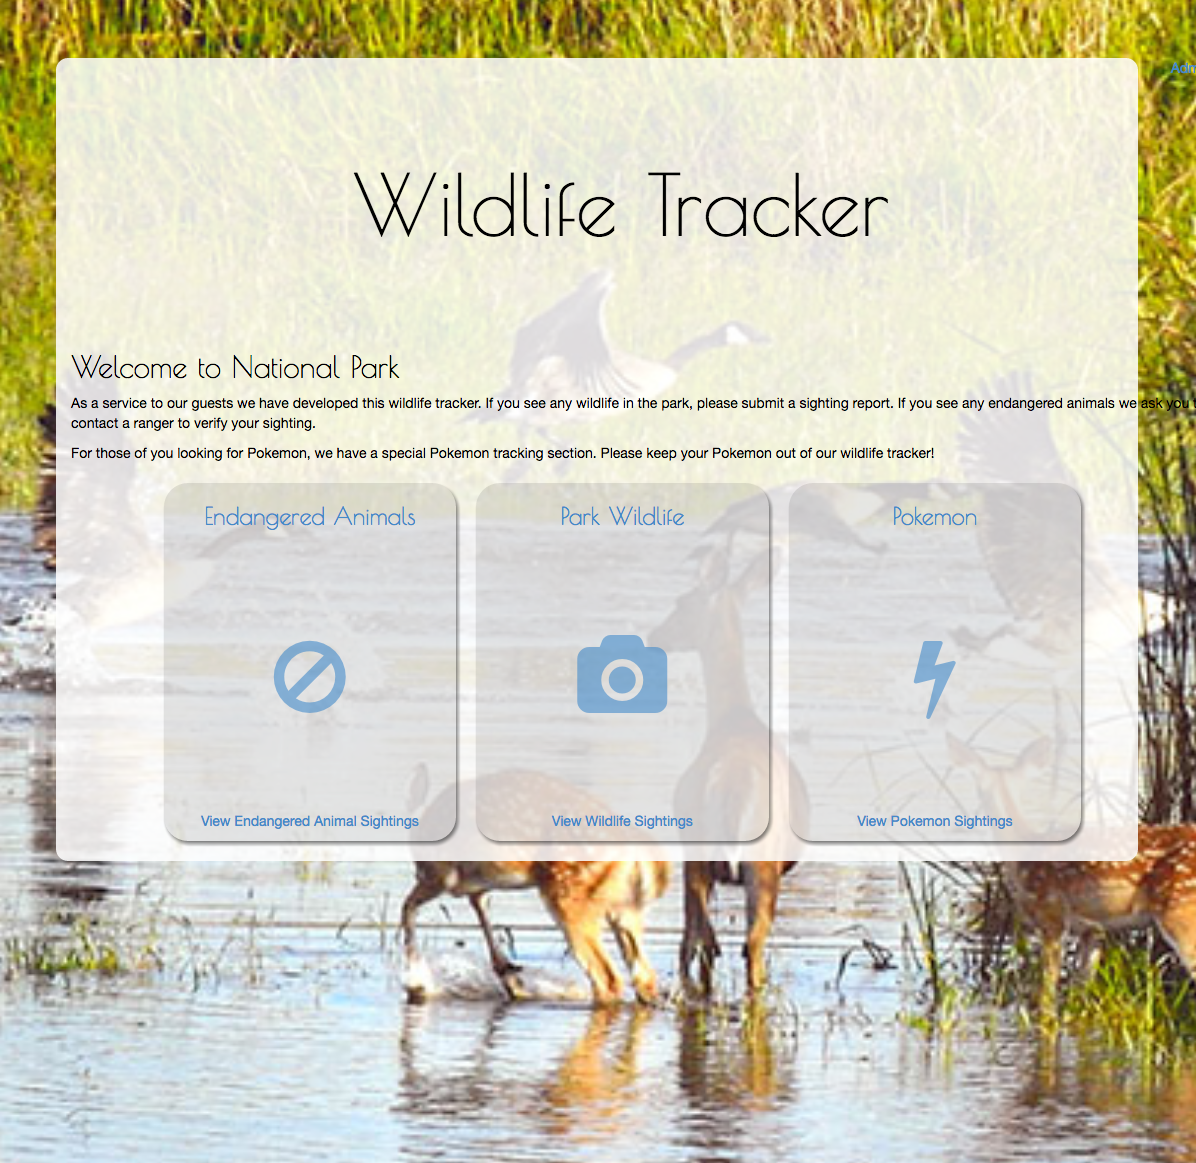 Wildlife Tracker
Welcome to National Park
As a service to our guests we have developed this wildlife tracker. If you see any wildlife in the park, please submit a sighting report. If you see any endangered animals we ask you
contact a ranger to verify your sighting.
For those of you looking for Pokemon, we have a special Pokemon tracking section. Please keep your Pokemon out of our wildlife tracker!
Endangered Animals
Park Wildlife
Pokemon
View Endangered Animal Sightings
View Wildlife Sightings
View Pokemon Sightings